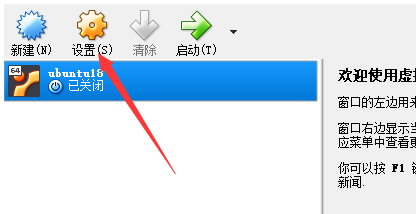 新建(N) 设置(S) 清除 启动(T)
64 ubuntu18
已关闭
欢迎使用虚
窗口的左边用来
窗口右边显示当
应菜单中查看更
你可以按 F1 键
新闻.